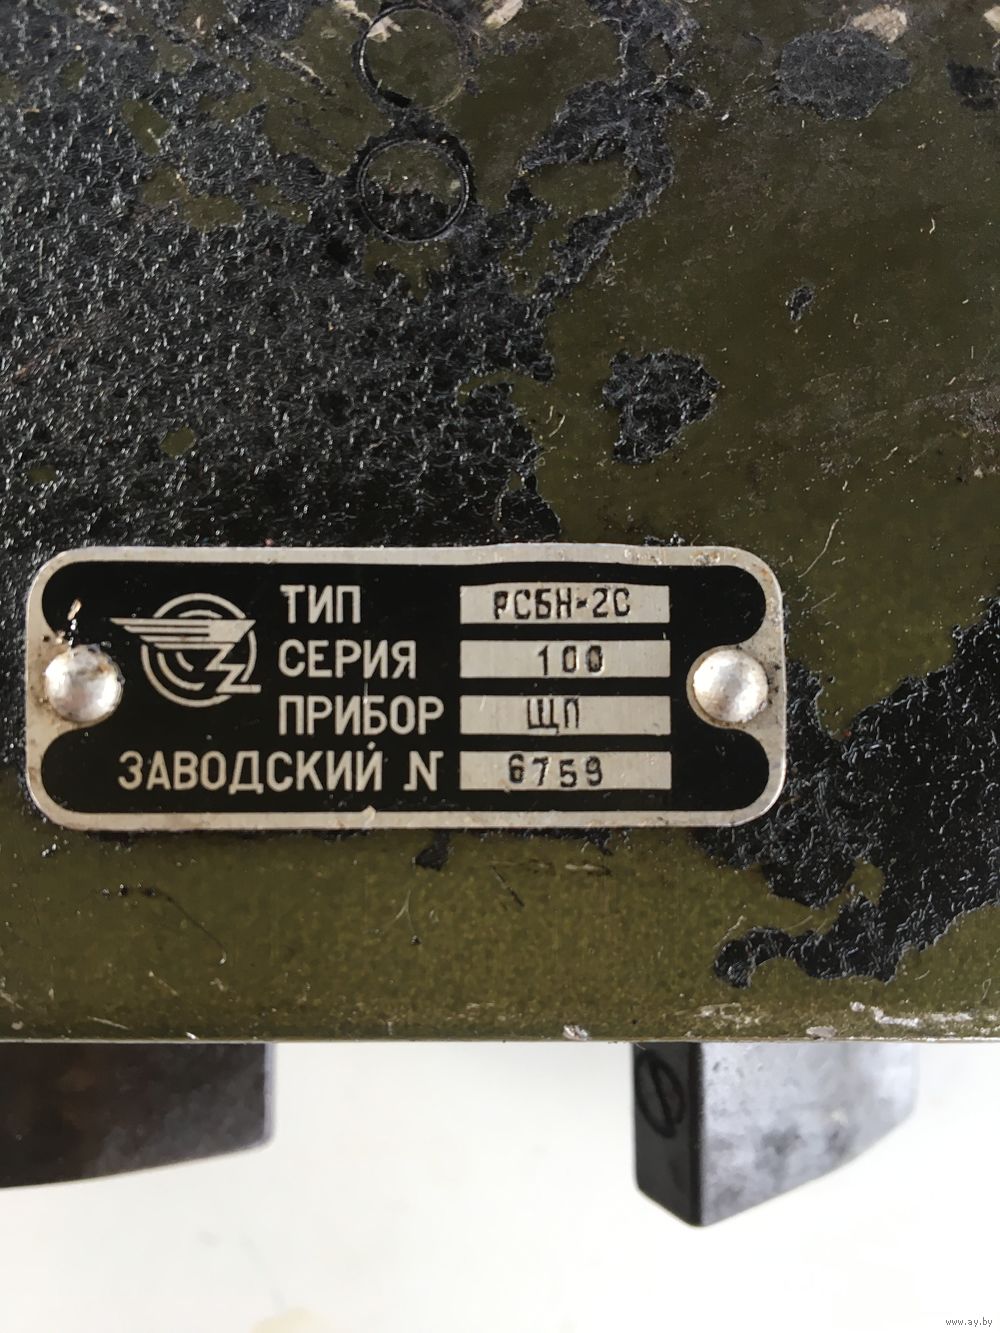 ТИП РСБН-2С
СЕРИЯ 100
ПРИБОР ЩП
ЗАВОДСКИЙ N 6759
www.ay.by